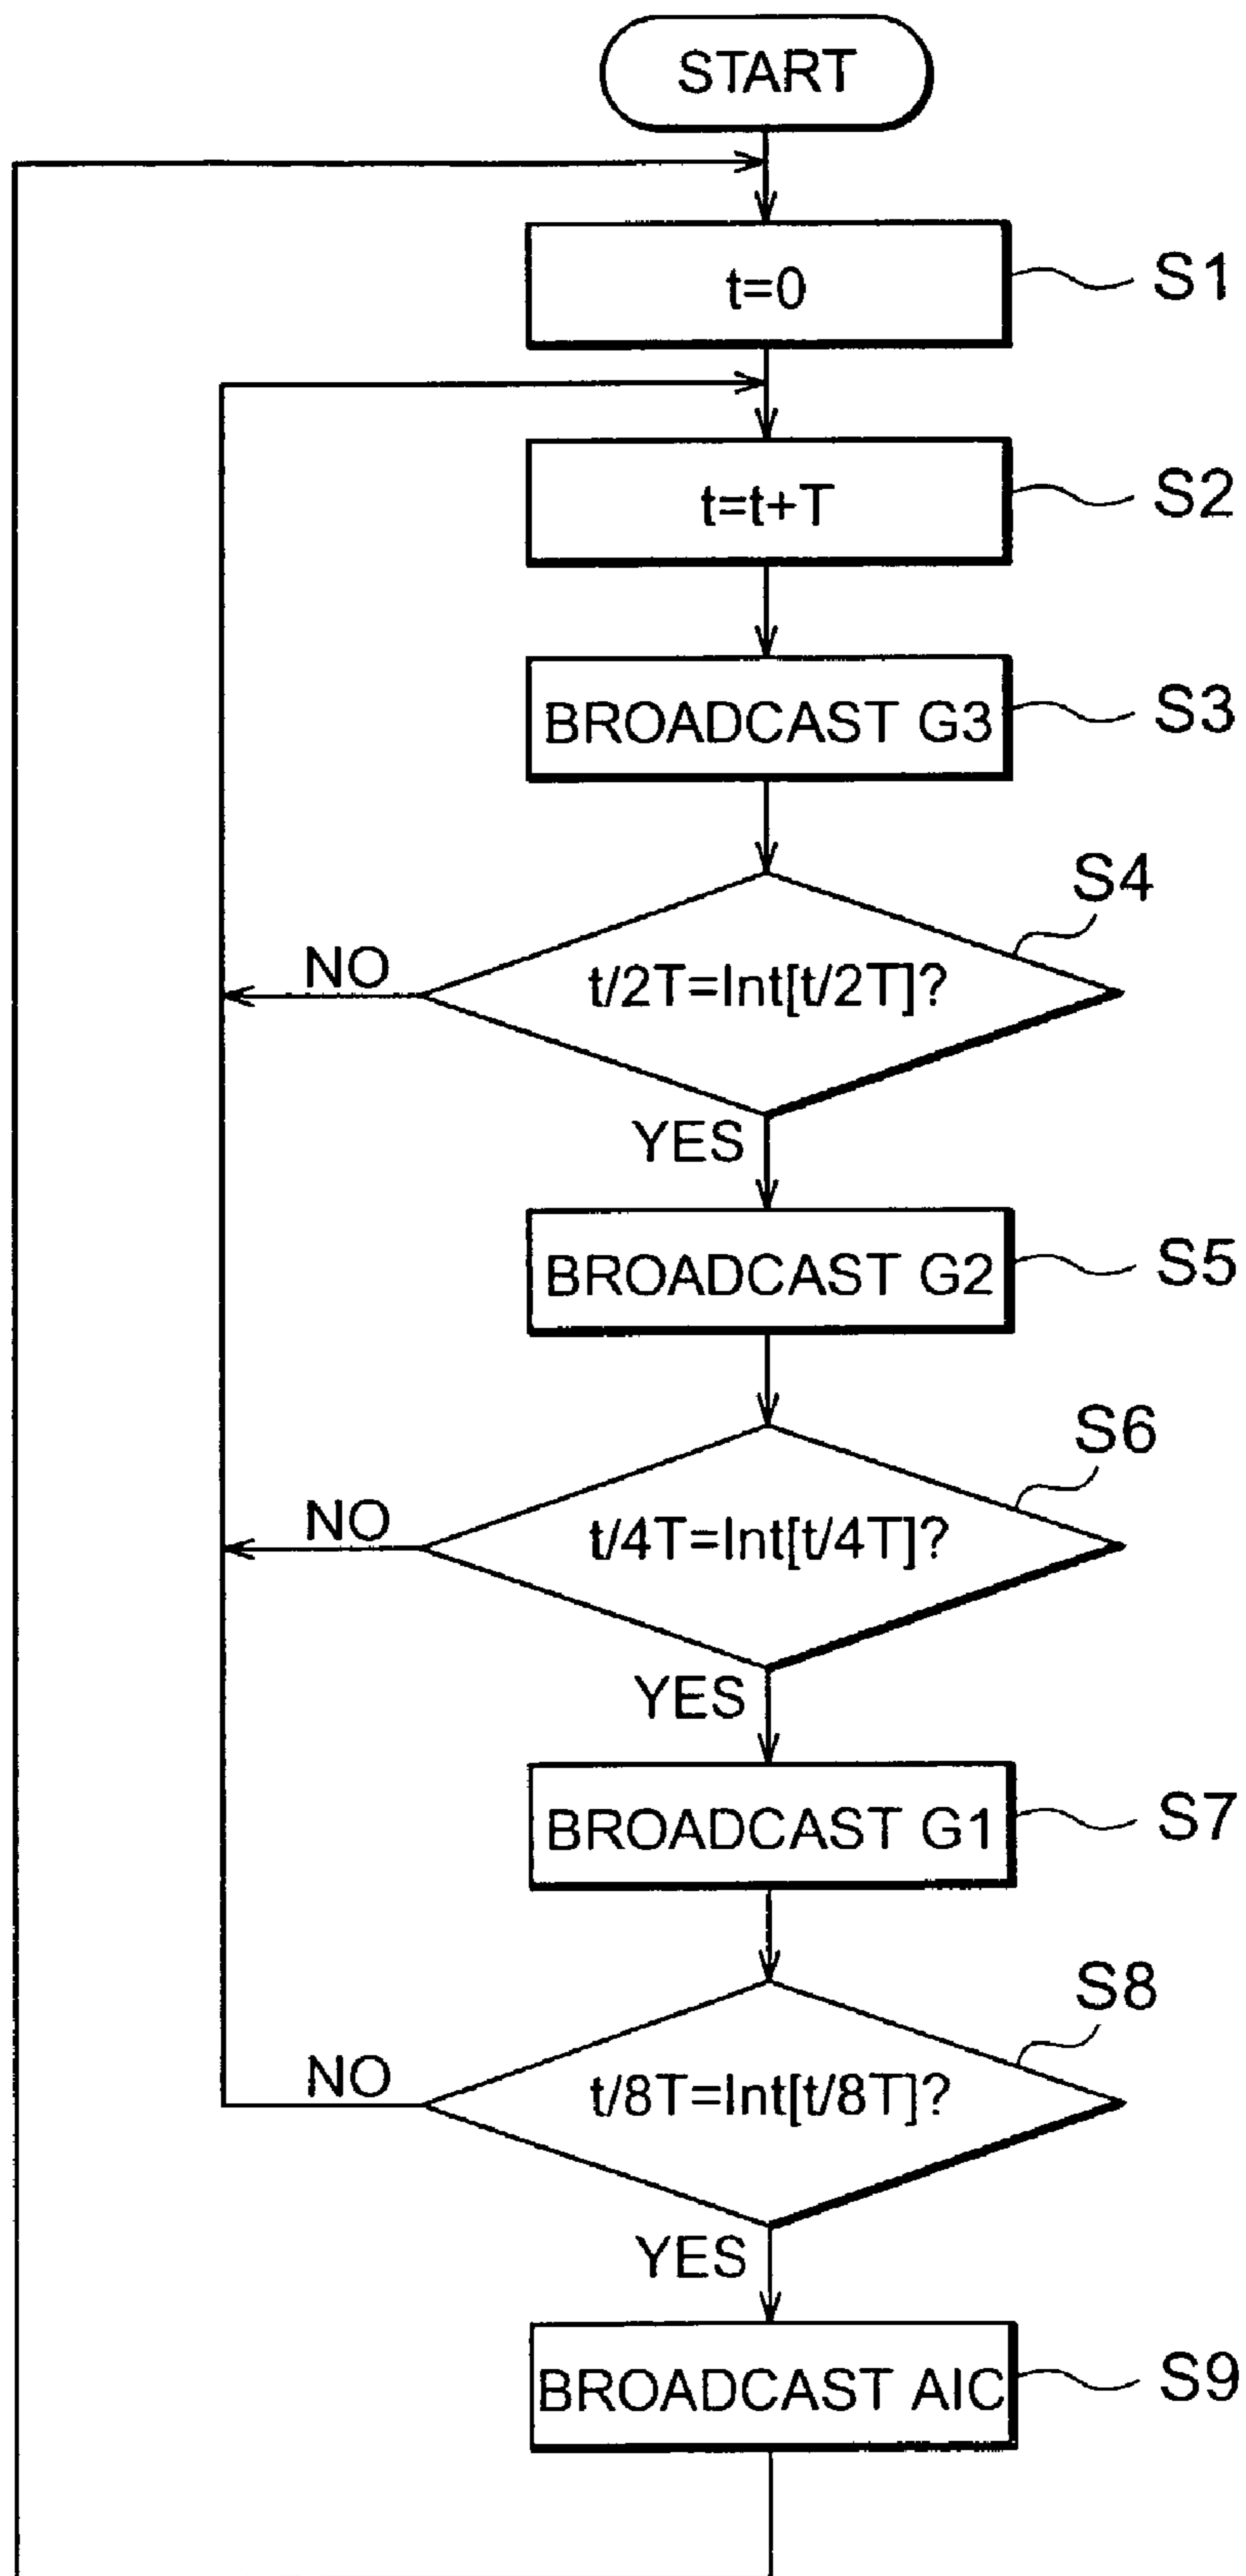 START
t=0
S1
t=t+T
S2
BROADCAST G3
S3
S4
NO
t/2T=Int[t/2T]?
YES
BROADCAST G2
S5
S6
NO
t/4T=Int[t/4T]?
YES
BROADCAST G1
S7
S8
NO
t/8T=Int[t/8T]?
YES
BROADCAST AIC
S9